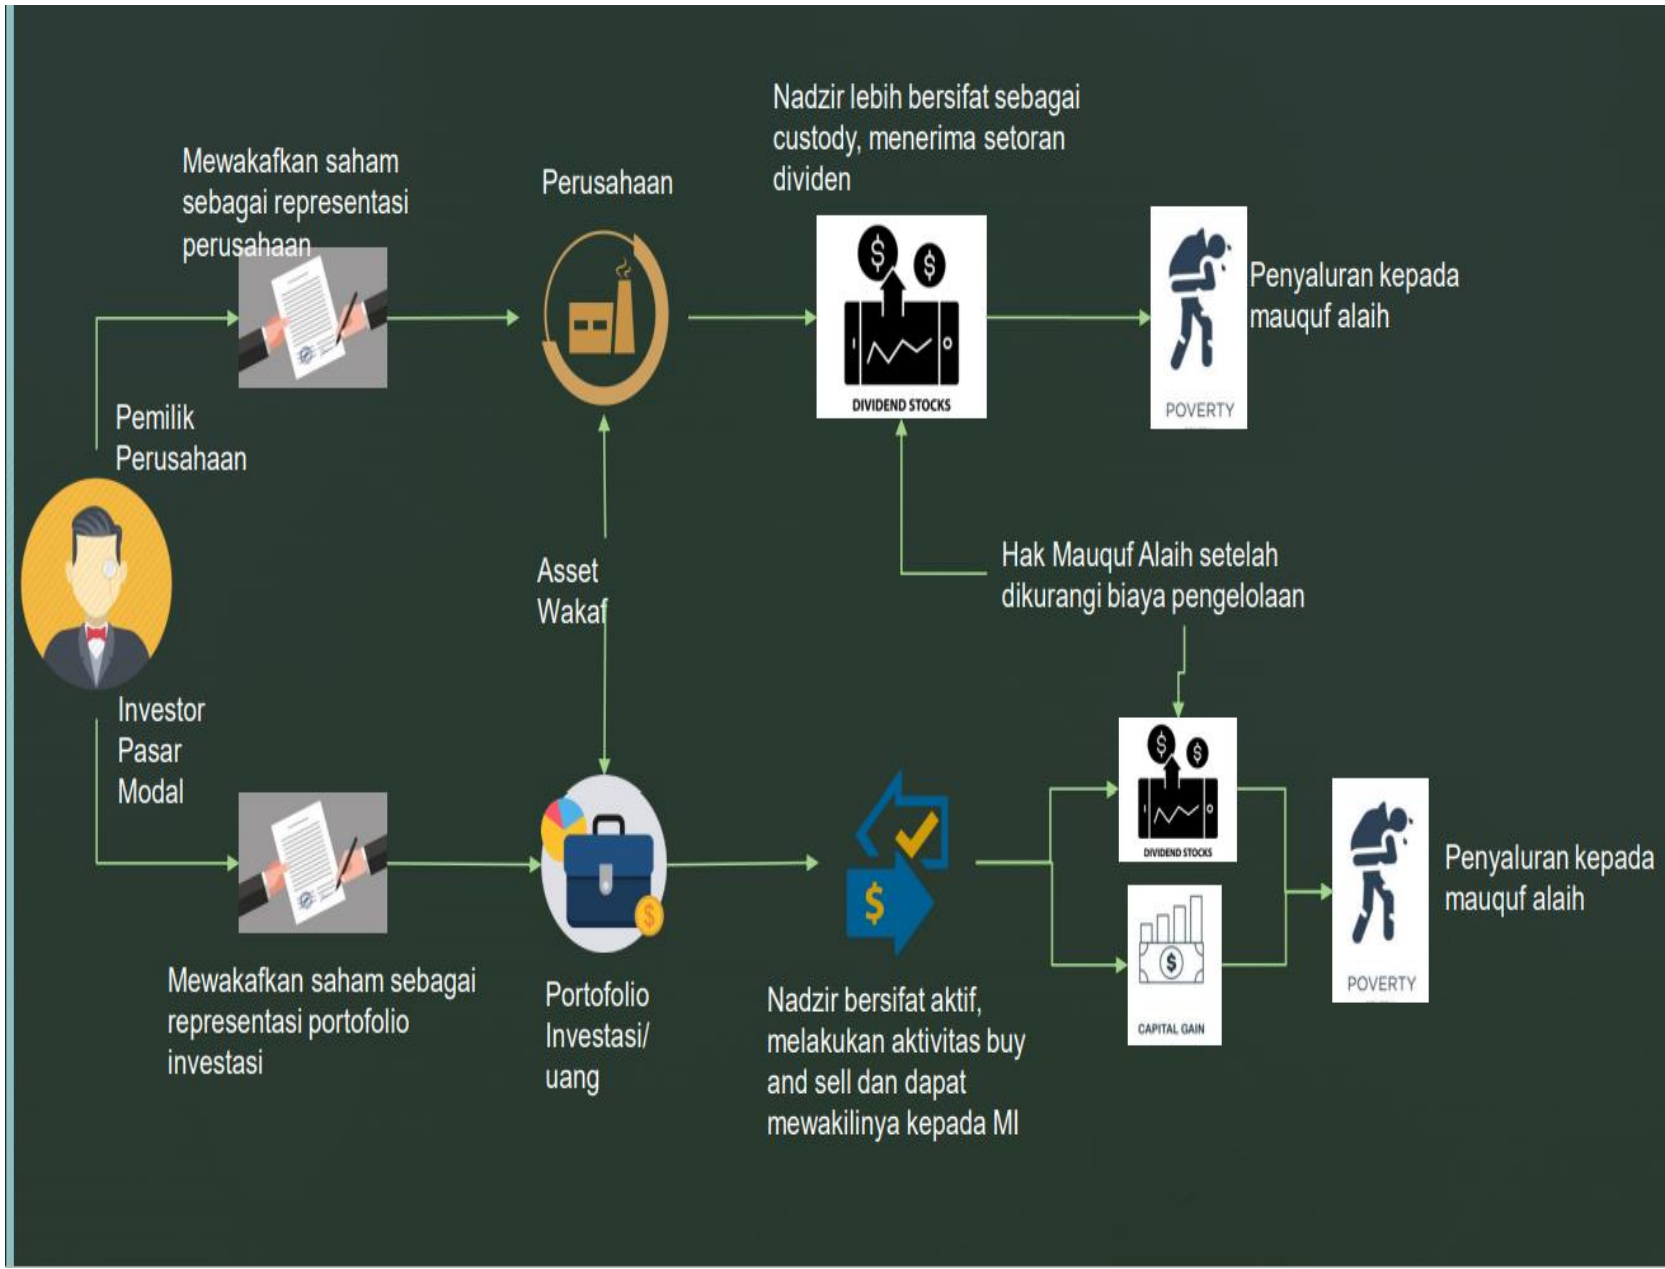 Mewakafkan saham
sebagai representasi
perusahaan
Perusahaan
Nadzir lebih bersifat sebagai
custody, menerima setoran
dividen
$ $
DIVIDEND STOCKS
POVERTY
Penyaluran kepada
mauquf alaih
Pemilik
Perusahaan
Asset
Wakaf
Hak Mauquf Alaih setelah
dikurangi biaya pengelolaan
Investor
Pasar
Modal
Mewakafkan saham sebagai
representasi portofolio
investasi
$
Portofolio
Investasi/
uang
$
Nadzir bersifat aktif,
melakukan aktivitas buy
and sell dan dapat
mewakilinya kepada MI
$ $
DIVIDEND STOCKS
$
CAPITAL GAIN
POVERTY
Penyaluran kepada
mauquf alaih